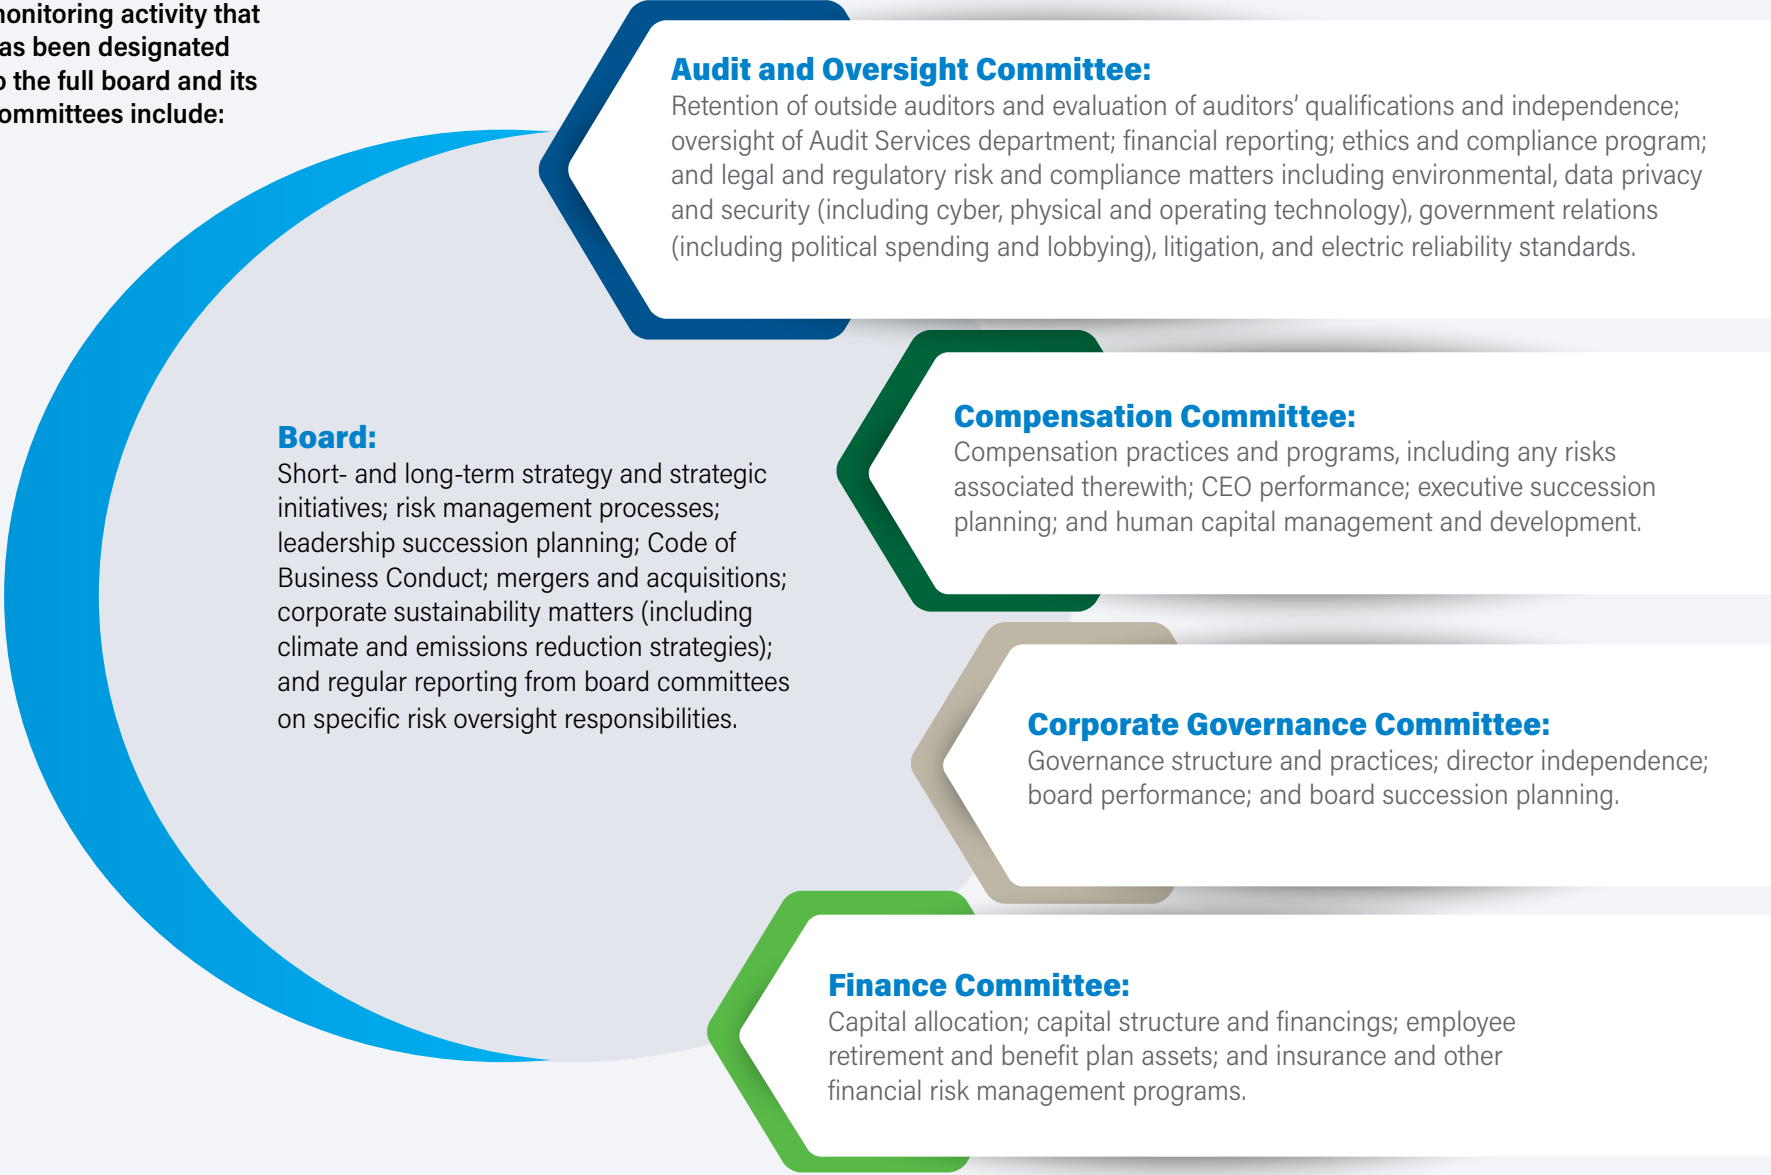 monitoring activity that
has been designated
to the full board and its
committees include:
Audit and Oversight Committee:
Retention of outside auditors and evaluation of auditors’ qualifications and independence;
oversight of Audit Services department; financial reporting; ethics and compliance program;
and legal and regulatory risk and compliance matters including environmental, data privacy
and security (including cyber, physical and operating technology), government relations
(including political spending and lobbying), litigation, and electric reliability standards.
Board:
Short- and long-term strategy and strategic
initiatives; risk management processes;
leadership succession planning; Code of
Business Conduct; mergers and acquisitions;
corporate sustainability matters (including
climate and emissions reduction strategies);
and regular reporting from board committees
on specific risk oversight responsibilities.
Compensation Committee:
Compensation practices and programs, including any risks
associated therewith; CEO performance; executive succession
planning; and human capital management and development.
Corporate Governance Committee:
Governance structure and practices; director independence;
board performance; and board succession planning.
Finance Committee:
Capital allocation; capital structure and financings; employee
retirement and benefit plan assets; and insurance and other
financial risk management programs.